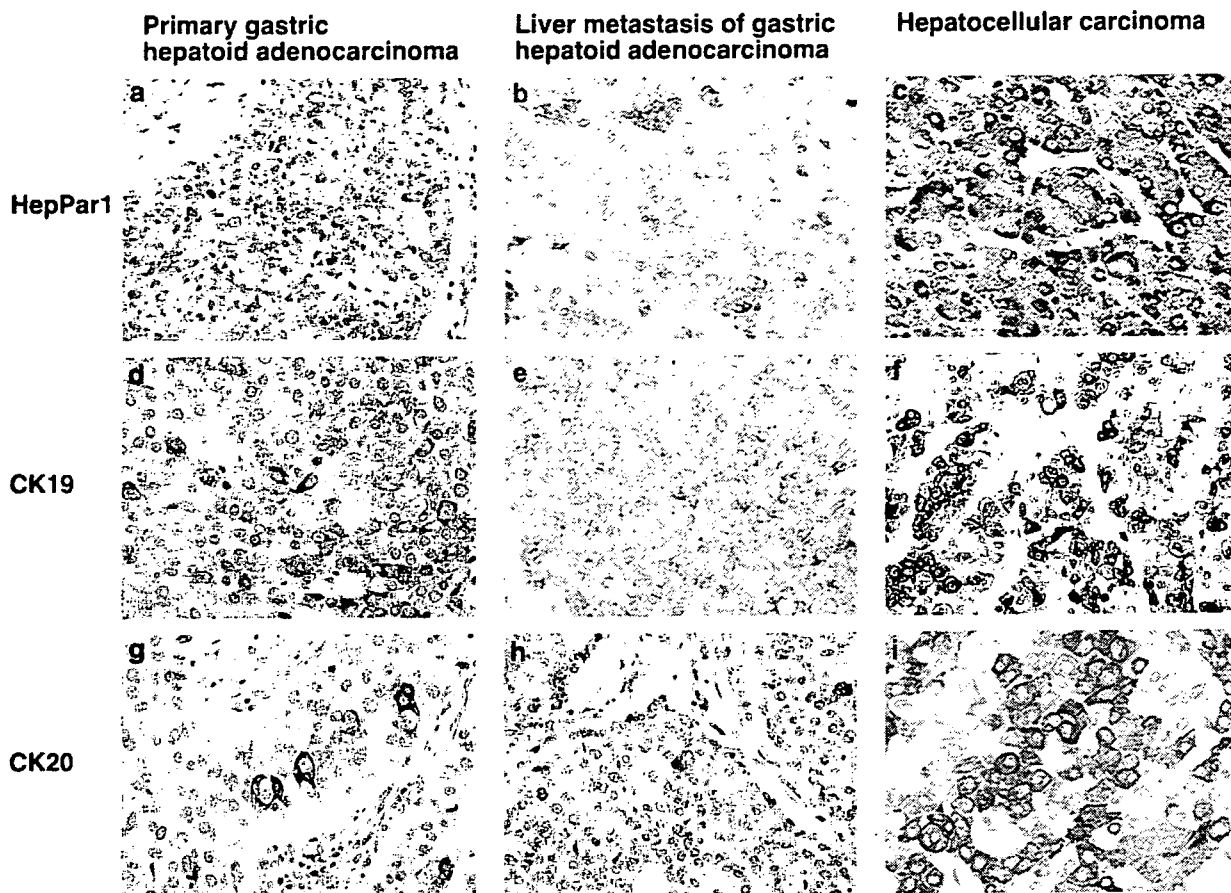 Primary gastric
hepatoid adenocarcinoma
Liver metastasis of gastric
hepatoid adenocarcinoma
Hepatocellular carcinoma
HepPar1
a
b
c
CK19
d
e
f
CK20
g
h
i